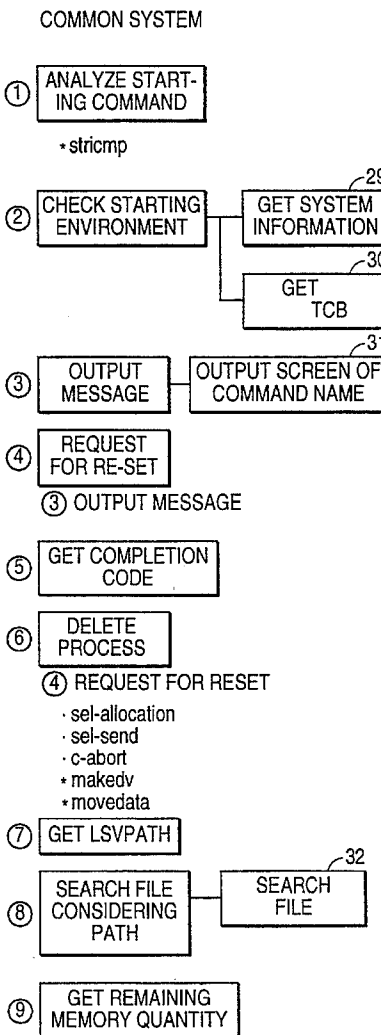 COMMON SYSTEM
① ANALYZE START-
ING COMMAND
* stricmp
② CHECK STARTING
ENVIRONMENT
29
GET SYSTEM
INFORMATION
30
GET
TCB
③ OUTPUT
MESSAGE
31
OUTPUT SCREEN OF
COMMAND NAME
④ REQUEST
FOR RE-SET
③ OUTPUT MESSAGE
⑤ GET COMPLETION
CODE
⑥ DELETE
PROCESS
④ REQUEST FOR RESET
· sel-allocation
· sel-send
· c-abort
* makedv
* movedata
⑦ GET LSVPATH
⑧ SEARCH FILE
CONSIDERING
PATH
32
SEARCH
FILE
⑨ GET REMAINING
MEMORY QUANTITY